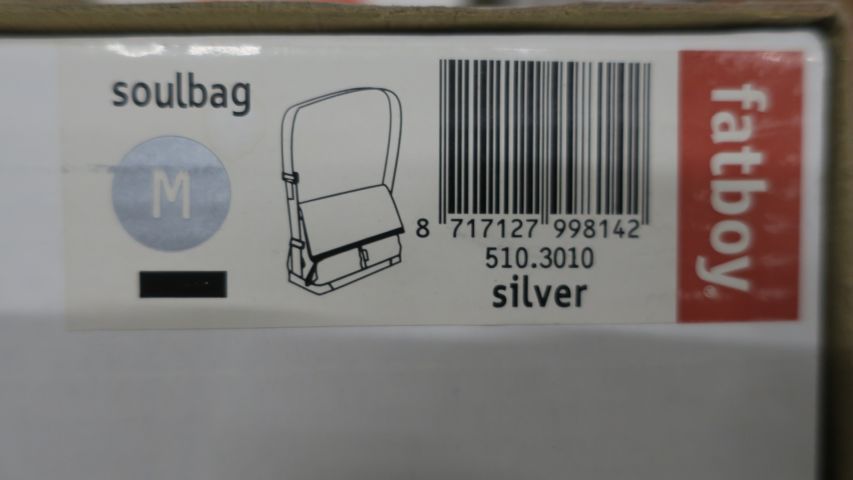 soulbag
M
8 717127 998142
510.3010
silver
fatboy®